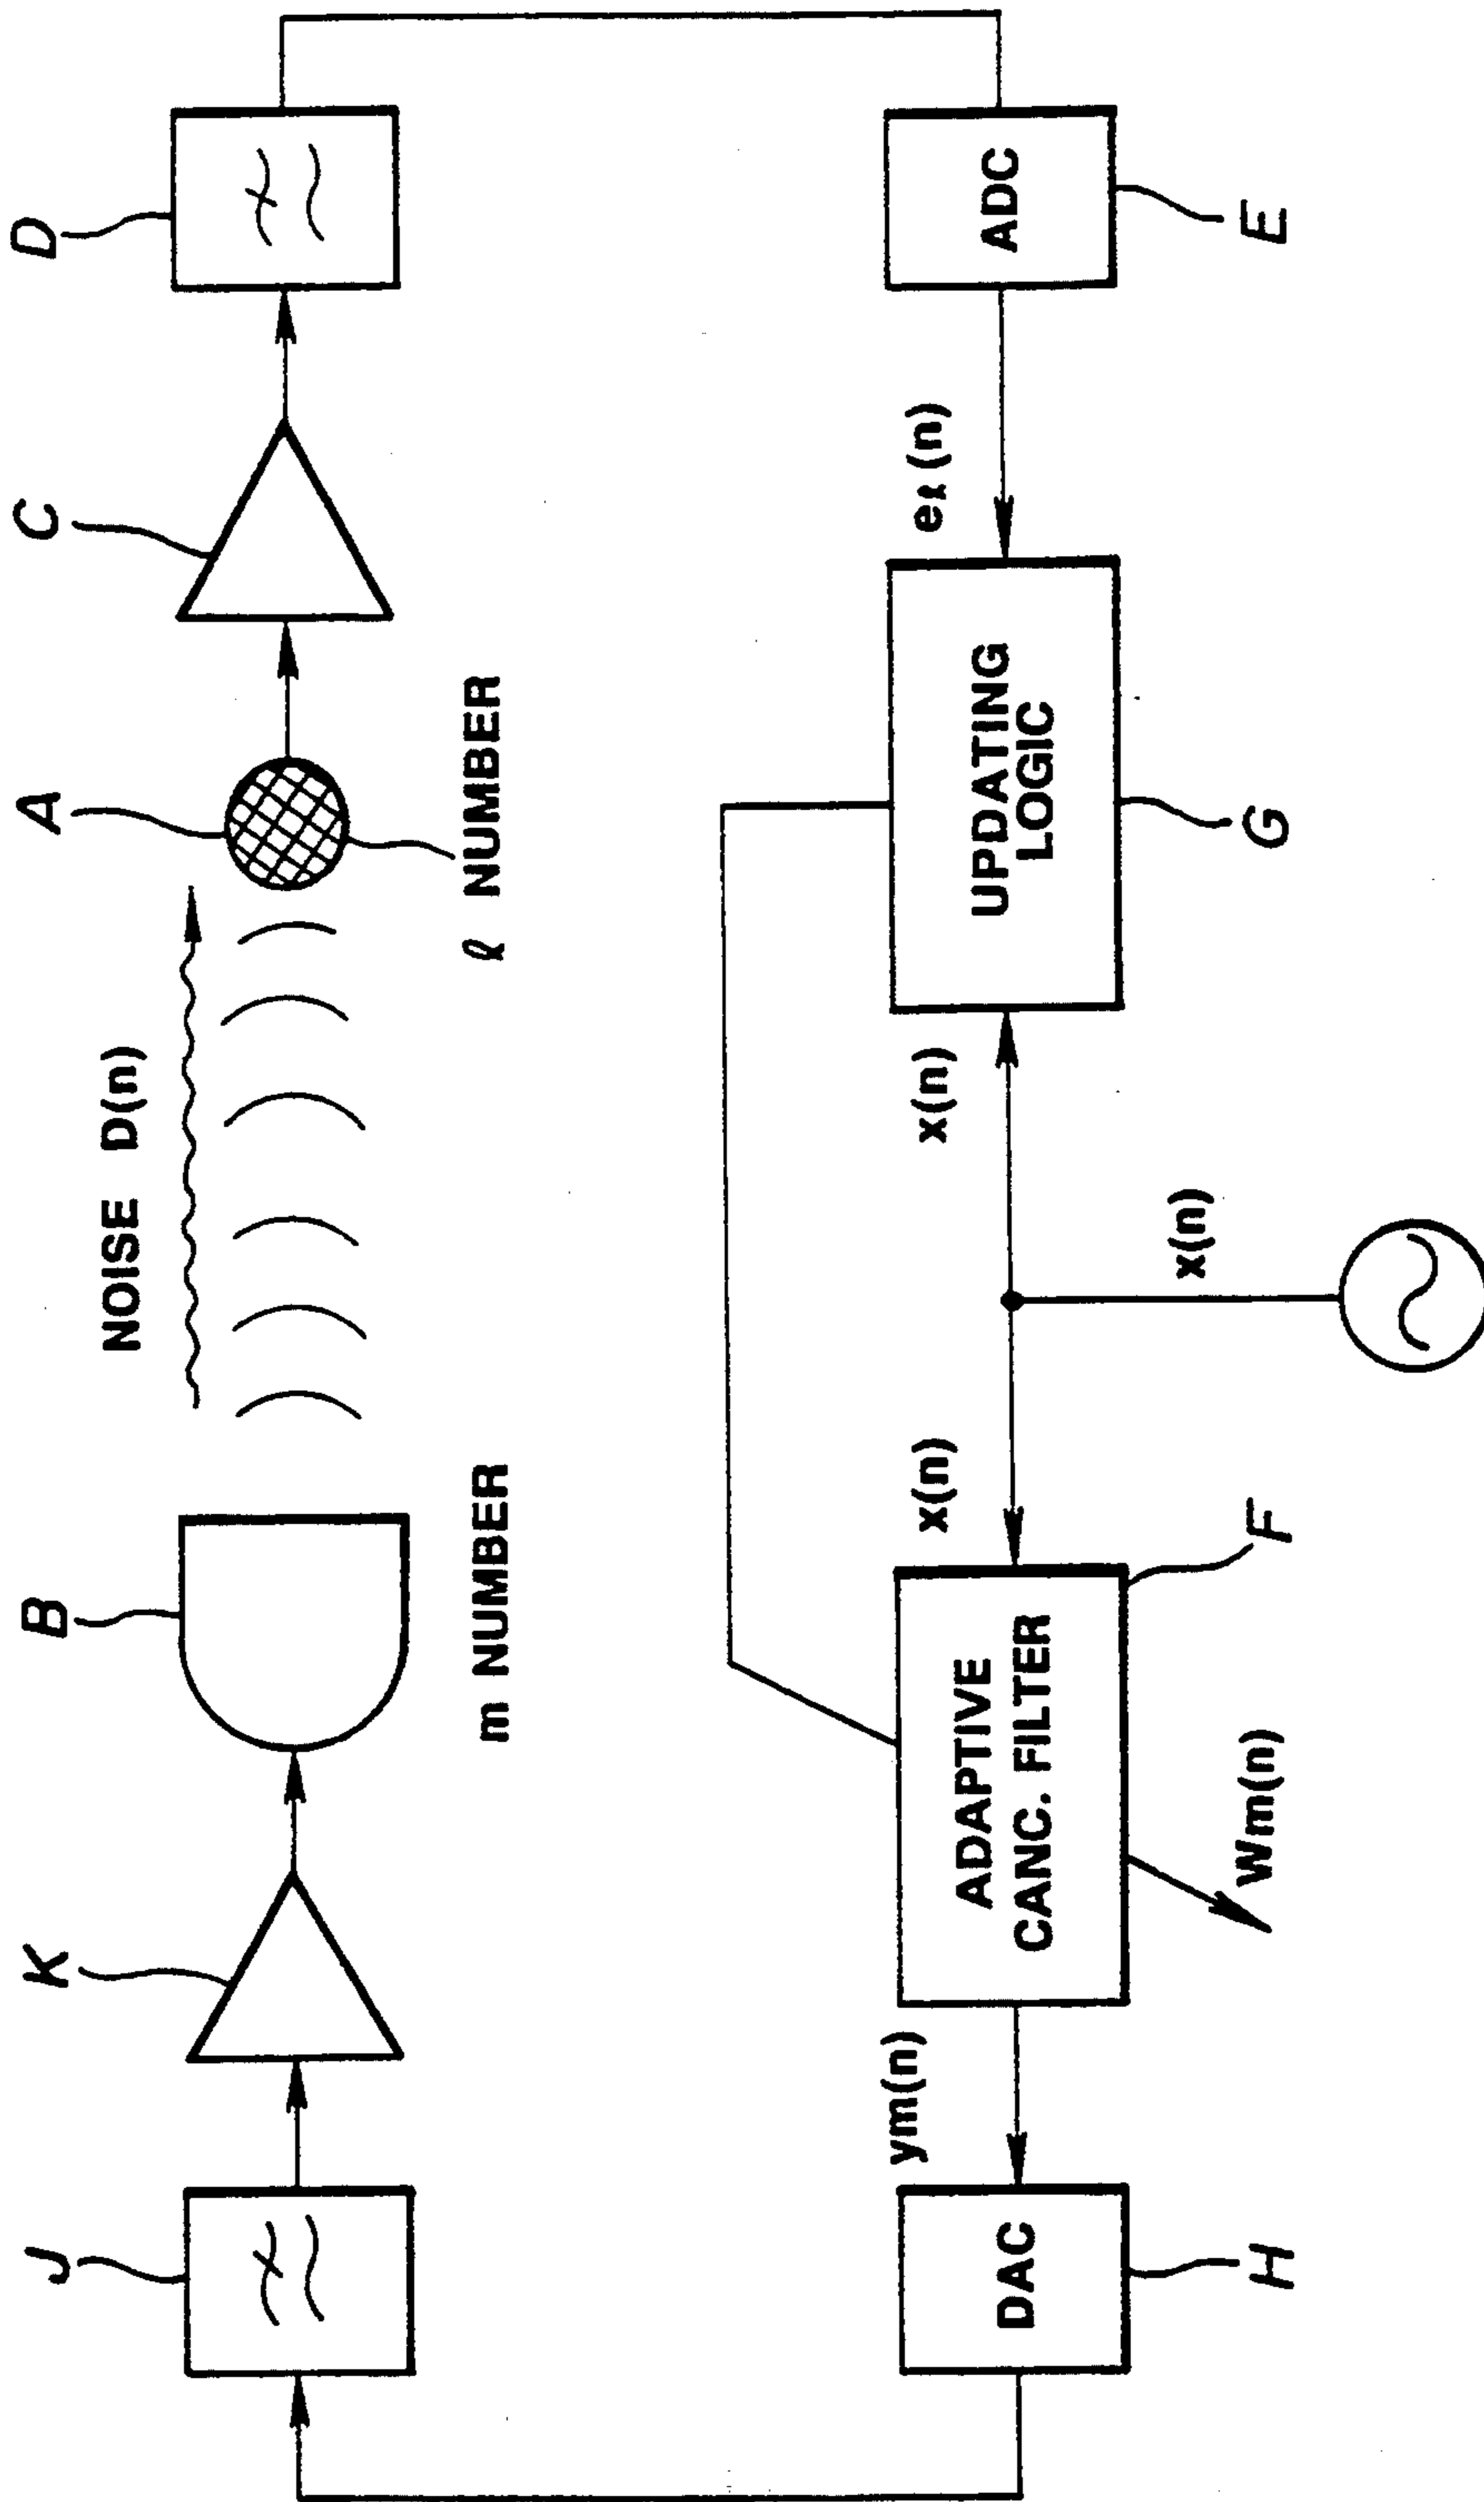 J
K
B
A
C
D
NOISE D(n)
m NUMBER
ℓ NUMBER
ym(n)
x(n)
x(n)
eℓ(n)
DAC
ADAPTIVE
CANC. FILTER
UPDATING
LOGIC
ADC
x(n)
H
Wm(n)
F
G
E